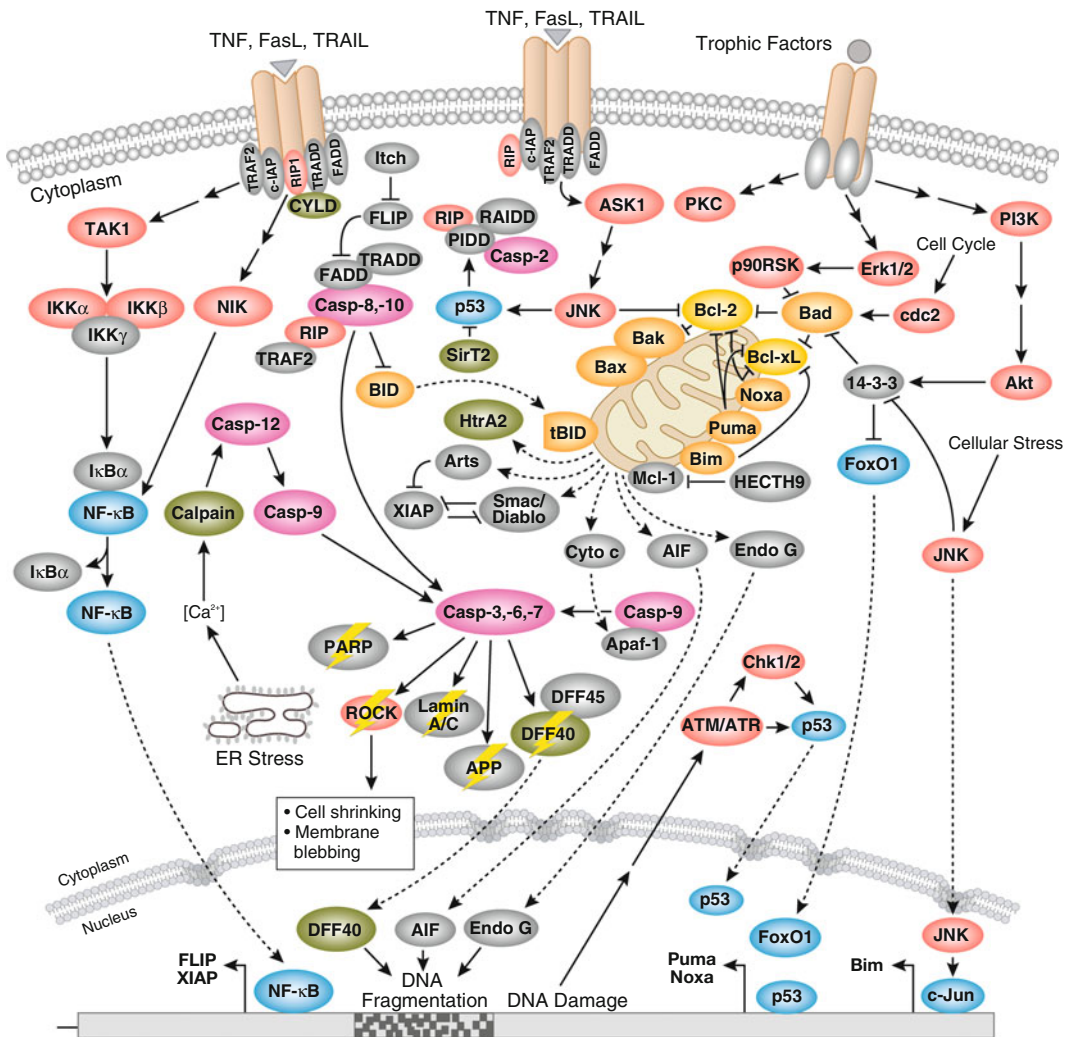 TNF, FasL, TRAIL
TNF, FasL, TRAIL
Trophic Factors
Cytoplasm
TRAF2
c-IAP
RIP1
TRADD
FADD
CYLD
Itch
FLIP
RIP
c-IAP
TRAF2
TRADD
FADD
TAK1
NIK
IKKα
IKKβ
IKKγ
FADD
TRADD
Casp-8,-10
RIP
TRAF2
BID
RIP
RAIDD
PIDD
Casp-2
p53
SirT2
ASK1
JNK
PKC
PI3K
Cell Cycle
p90RSK
Erk1/2
cdc2
Bcl-2
Bad
Bak
Bax
Bcl-xL
Noxa
Puma
Bim
tBID
Mcl-1
HECTH9
14-3-3
Akt
FoxO1
Cellular Stress
JNK
HtrA2
Arts
XIAP
Smac/
Diablo
Cyto c
AIF
Endo G
Casp-12
Calpain
Casp-9
IκBα
NF-κB
IκBα
NF-κB
[Ca²⁺]
ER Stress
Casp-3,-6,-7
Casp-9
Apaf-1
PARP
ROCK
Lamin
A/C
APP
DFF45
DFF40
Chk1/2
ATM/ATR
p53
• Cell shrinking
• Membrane
blebbing
Cytoplasm
Nucleus
DFF40
AIF
Endo G
p53
FoxO1
JNK
FLIP
XIAP
NF-κB
DNA
Fragmentation
DNA Damage
Puma
Noxa
p53
Bim
c-Jun